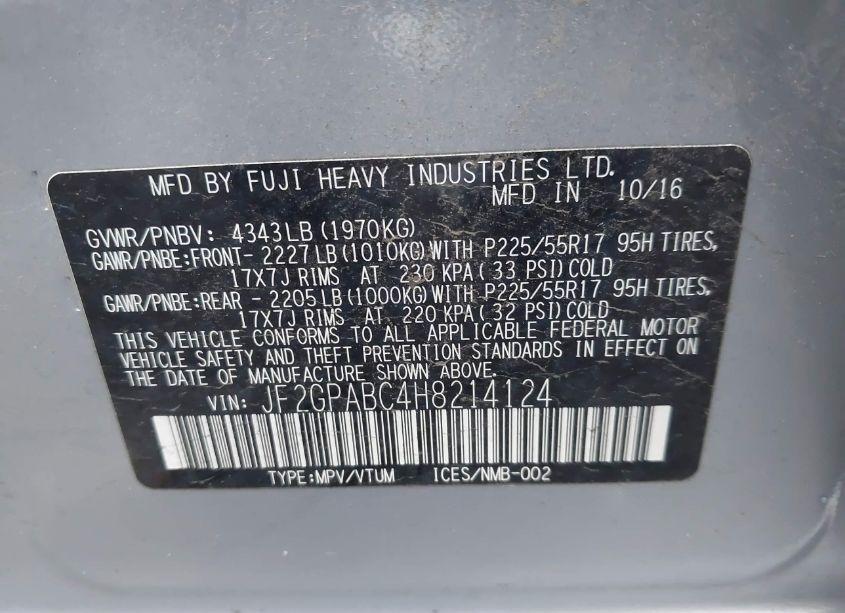 MFD BY FUJI HEAVY INDUSTRIES LTD.
MFD IN 10/16
GVWR/PNBV: 4343LB (1970KG)
GAWR/PNBE:FRONT- 2227LB(1010KG)WITH P225/55R17 95H TIRES,
17X7J RIMS AT 230 KPA( 33 PSI)COLD
GAWR/PNBE:REAR - 2205LB(1000KG)WITH P225/55R17 95H TIRES,
17X7J RIMS AT 220 KPA( 32 PSI)COLD
THIS VEHICLE CONFORMS TO ALL APPLICABLE FEDERAL MOTOR
VEHICLE SAFETY AND THEFT PREVENTION STANDARDS IN EFFECT ON
THE DATE OF MANUFACTURE SHOWN ABOVE.
VIN: JF2GPABC4H8214124
TYPE:MPV/VTUM ICES/NMB-002